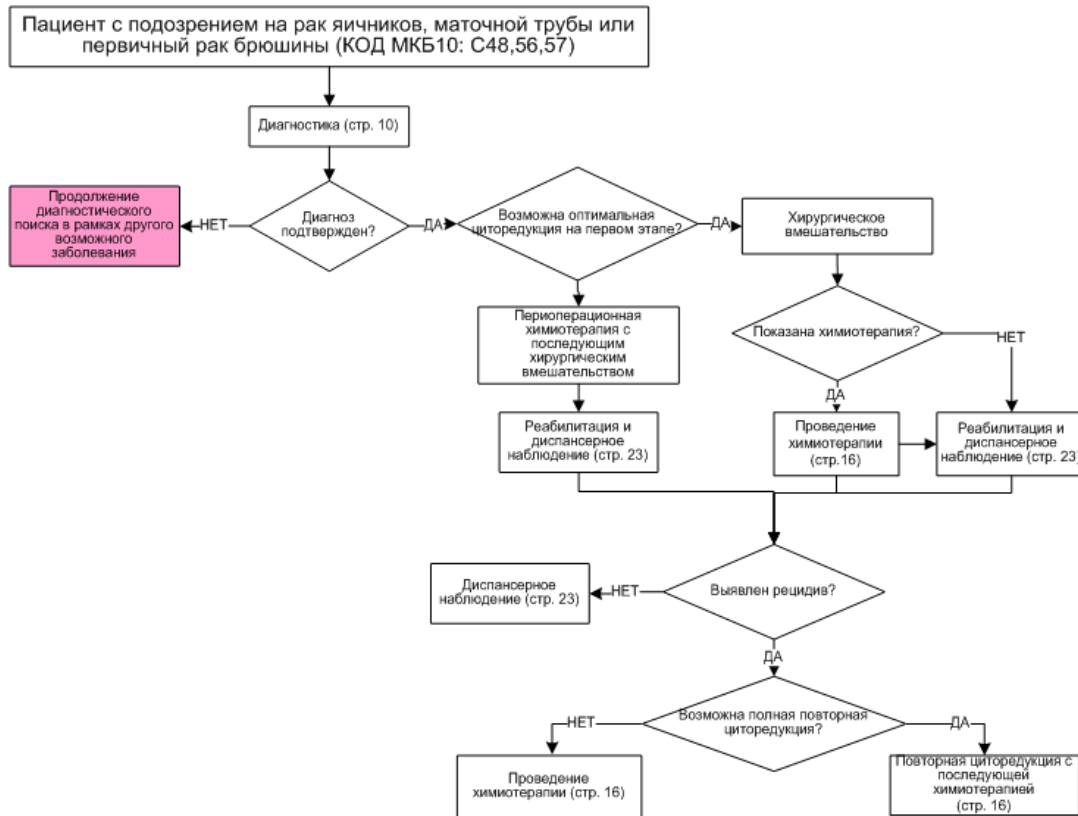 Пациент с подозрением на рак яичников, маточной трубы или
первичный рак брюшины (КОД МКБ10: С48,56,57)
Диагностика (стр. 10)
Продолжение
диагностического
поиска в рамках другого
возможного
заболевания
НЕТ
Диагноз
подтвержден?
ДА
Возможна оптимальная
циторедукция на первом этапе?
ДА
Хирургическое
вмешательство
Периоперационная
химиотерапия с
последующим
хирургическим
вмешательством
Показана химиотерапия?
НЕТ
ДА
Реабилитация и
диспансерное
наблюдение (стр. 23)
Проведение
химиотерапии
(стр.16)
Реабилитация и
диспансерное
наблюдение (стр. 23)
Диспансерное
наблюдение (стр. 23)
НЕТ
Выявлен рецидив?
ДА
НЕТ
Возможна полная повторная
циторедукция?
ДА
Проведение
химиотерапии (стр. 16)
Повторная циторедукция с
последующей
химиотерапией
(стр. 16)